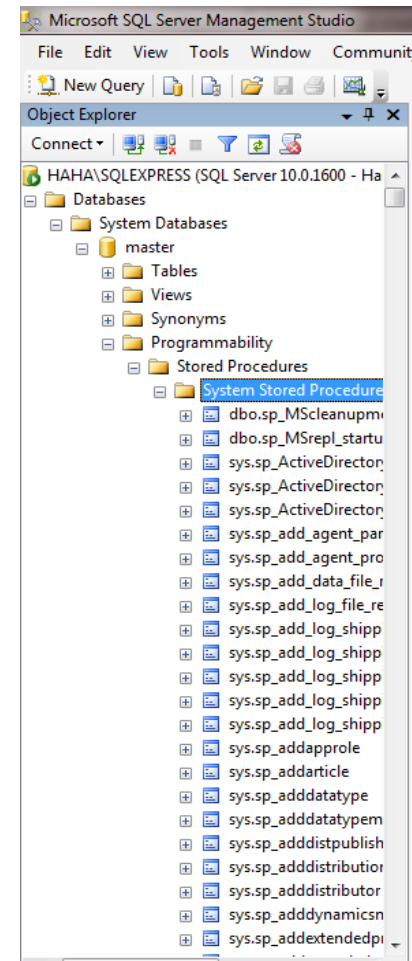 Microsoft SQL Server Management Studio
File Edit View Tools Window Communit
New Query
Object Explorer
Connect
HAHA\SQLEXPRESS (SQL Server 10.0.1600 - Ha
Databases
System Databases
master
Tables
Views
Synonyms
Programmability
Stored Procedures
System Stored Procedure
dbo.sp_MScleanupm
dbo.sp_MSrepl_startu
sys.sp_ActiveDirector
sys.sp_ActiveDirector
sys.sp_ActiveDirector
sys.sp_add_agent_par
sys.sp_add_agent_pro
sys.sp_add_data_file_r
sys.sp_add_log_file_re
sys.sp_add_log_shipp
sys.sp_add_log_shipp
sys.sp_add_log_shipp
sys.sp_add_log_shipp
sys.sp_add_log_shipp
sys.sp_addapprole
sys.sp_addarticle
sys.sp_adddatatype
sys.sp_adddatatypem
sys.sp_adddistpublish
sys.sp_adddistribution
sys.sp_adddistributor
sys.sp_adddynamicsn
sys.sp_addextendedp